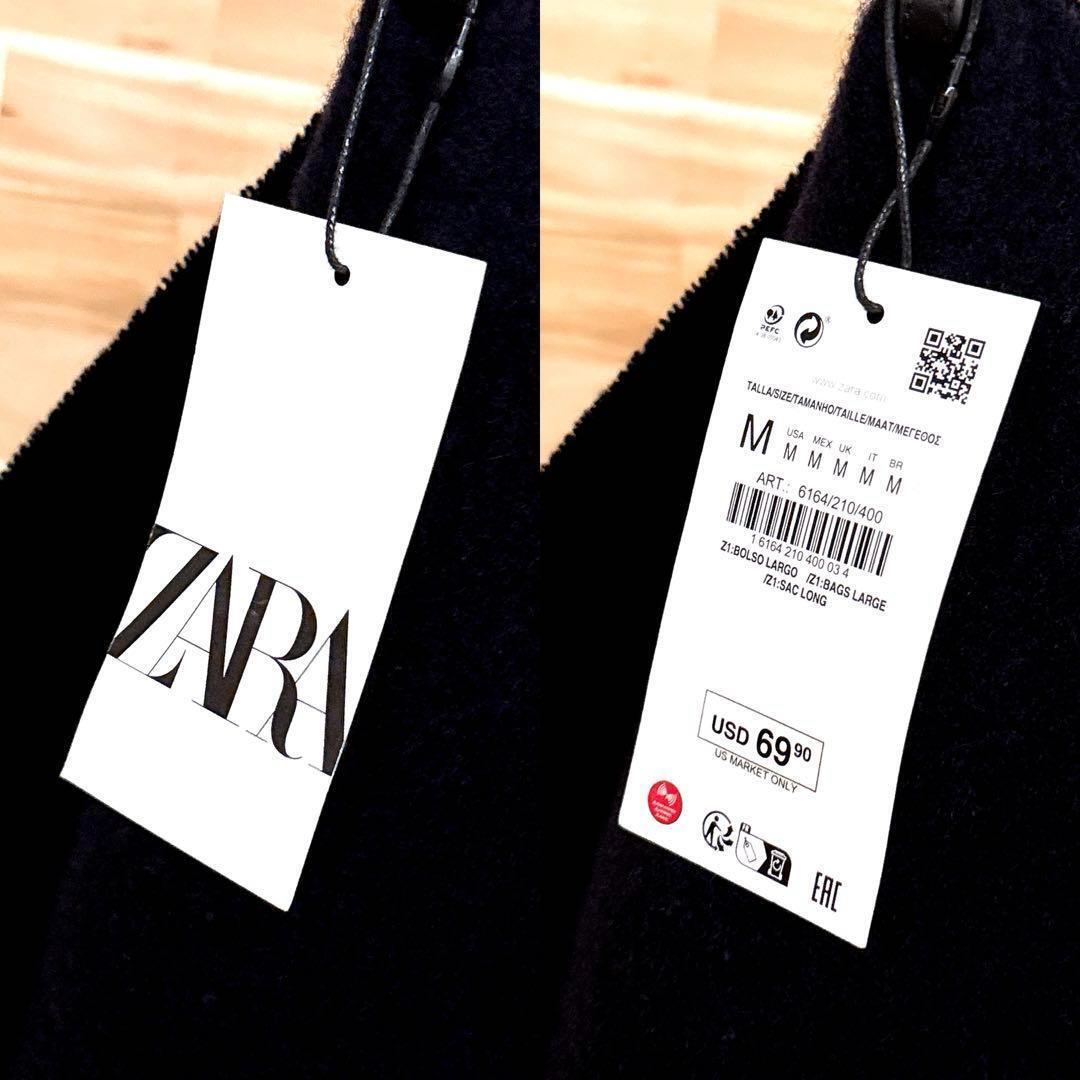 ZARA
PEFC
®
www.zara.com
TALLA/SIZE/TAMANHO/TAILLE/MAAT/ΜΕΓΕΘΟΣ
M USA MEX UK IT BR
M M M M M
ART.: 6164/210/400
1 6164 210 400 03 4
Z1:BOLSO LARGO /Z1:BAGS LARGE
/Z1:SAC LONG
USD 69 90
US MARKET ONLY
EAC